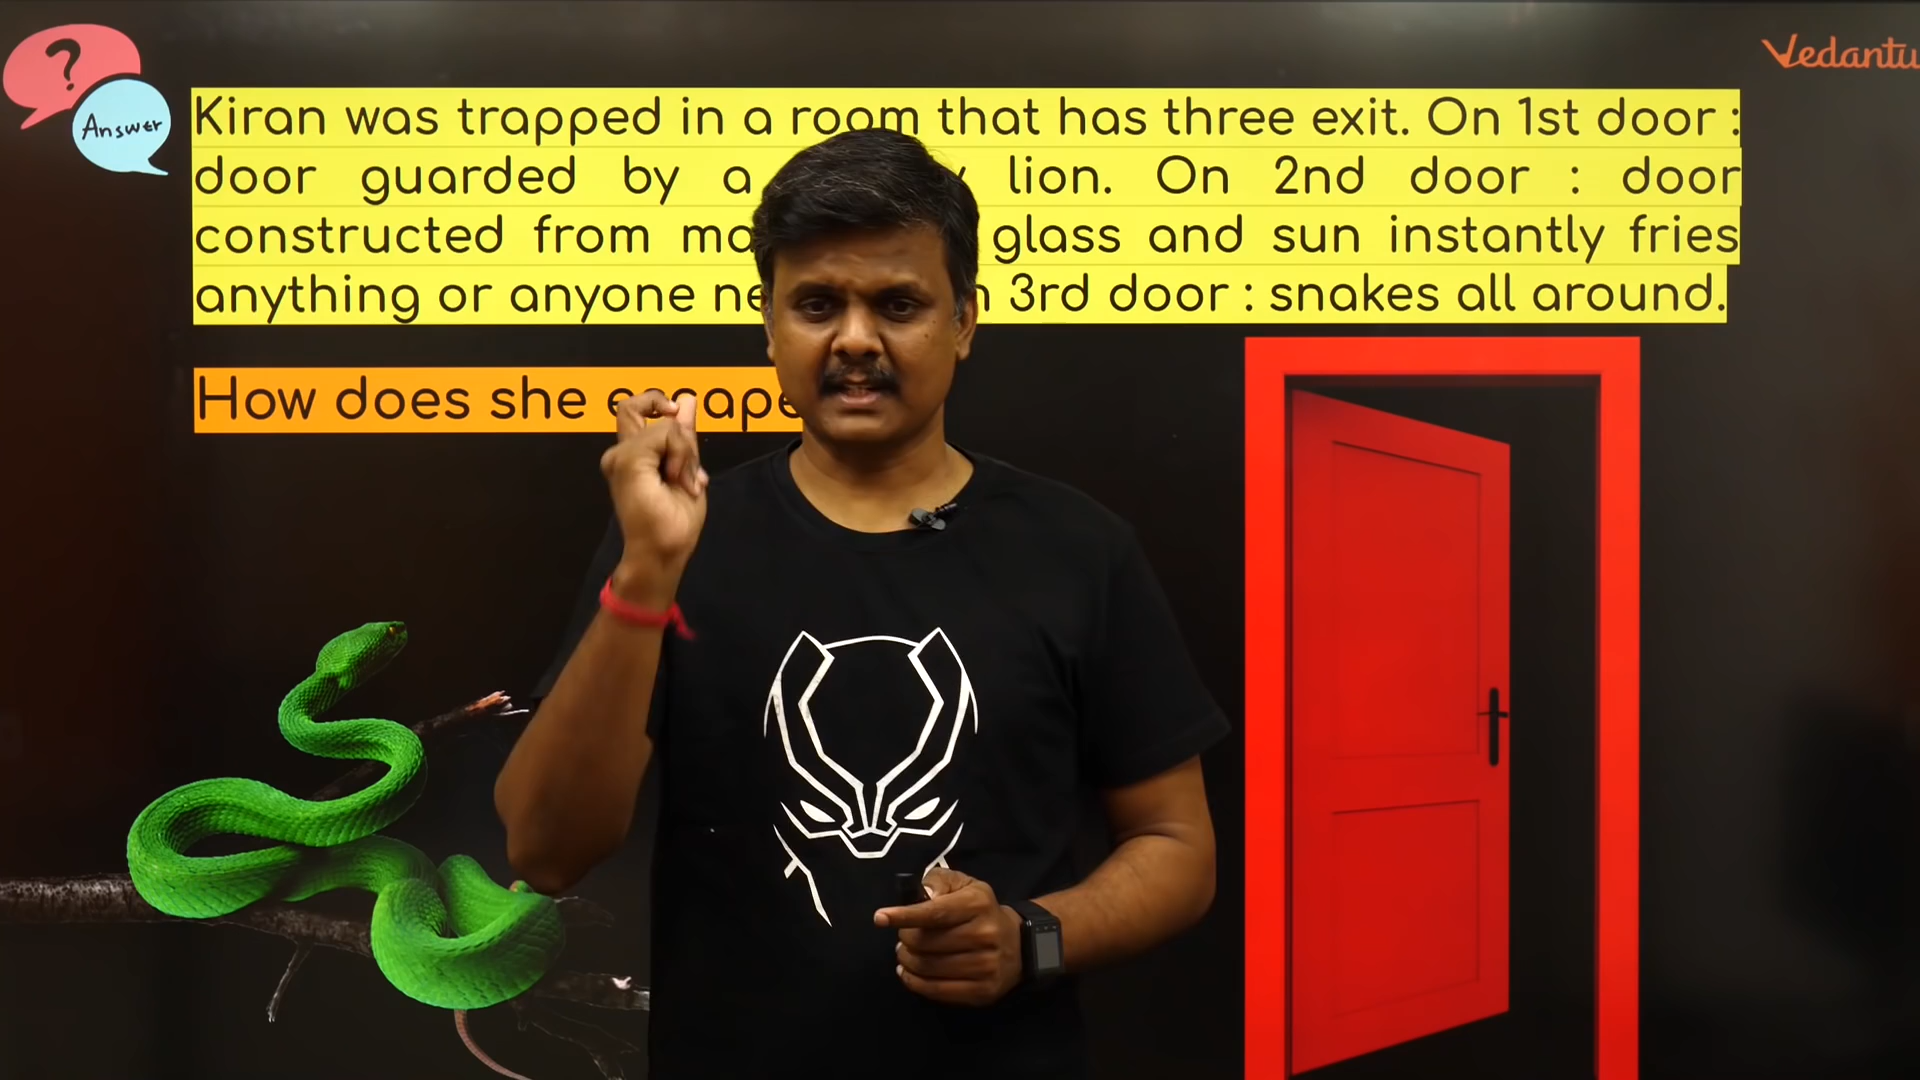 ?
Answer
Vedantu
Kiran was trapped in a room that has three exit. On 1st door :
door guarded by a lion. On 2nd door : door
constructed from glass and sun instantly fries
anything or anyone 3rd door : snakes all around.
How does she escape